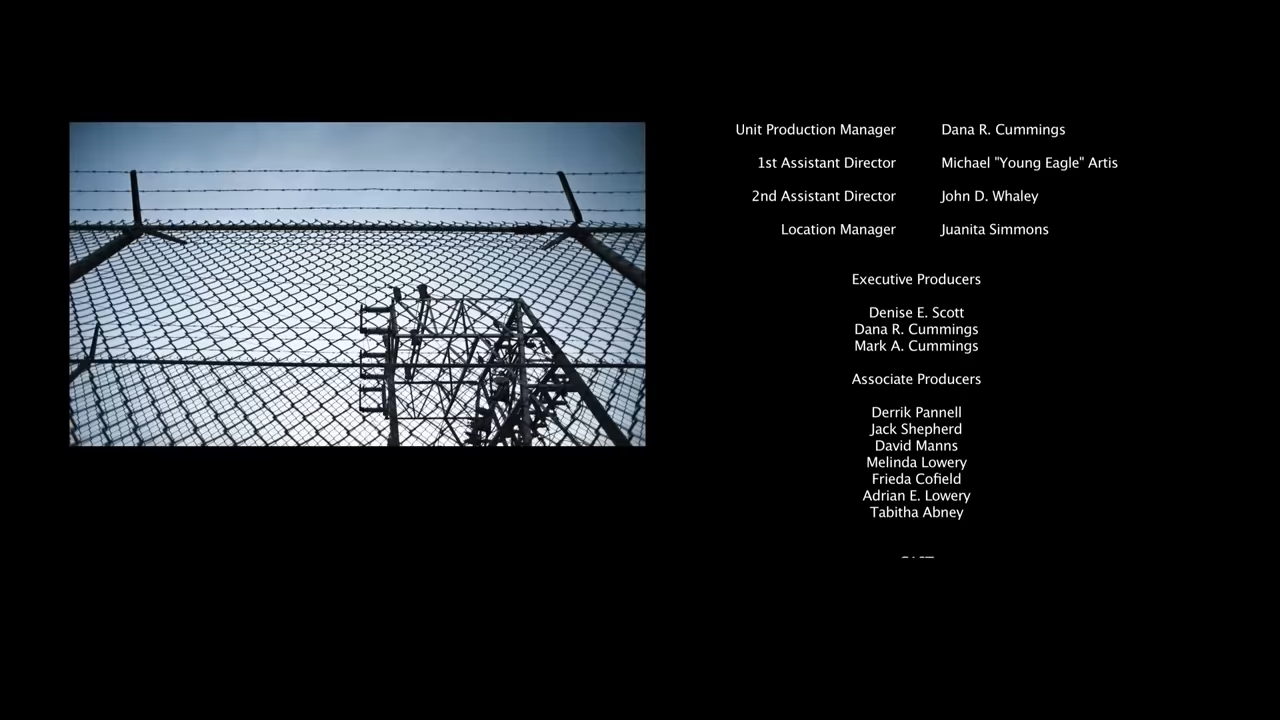 Unit Production Manager Dana R. Cummings
1st Assistant Director Michael "Young Eagle" Artis
2nd Assistant Director John D. Whaley
Location Manager Juanita Simmons
Executive Producers
Denise E. Scott
Dana R. Cummings
Mark A. Cummings
Associate Producers
Derrik Pannell
Jack Shepherd
David Manns
Melinda Lowery
Frieda Cofield
Adrian E. Lowery
Tabitha Abney